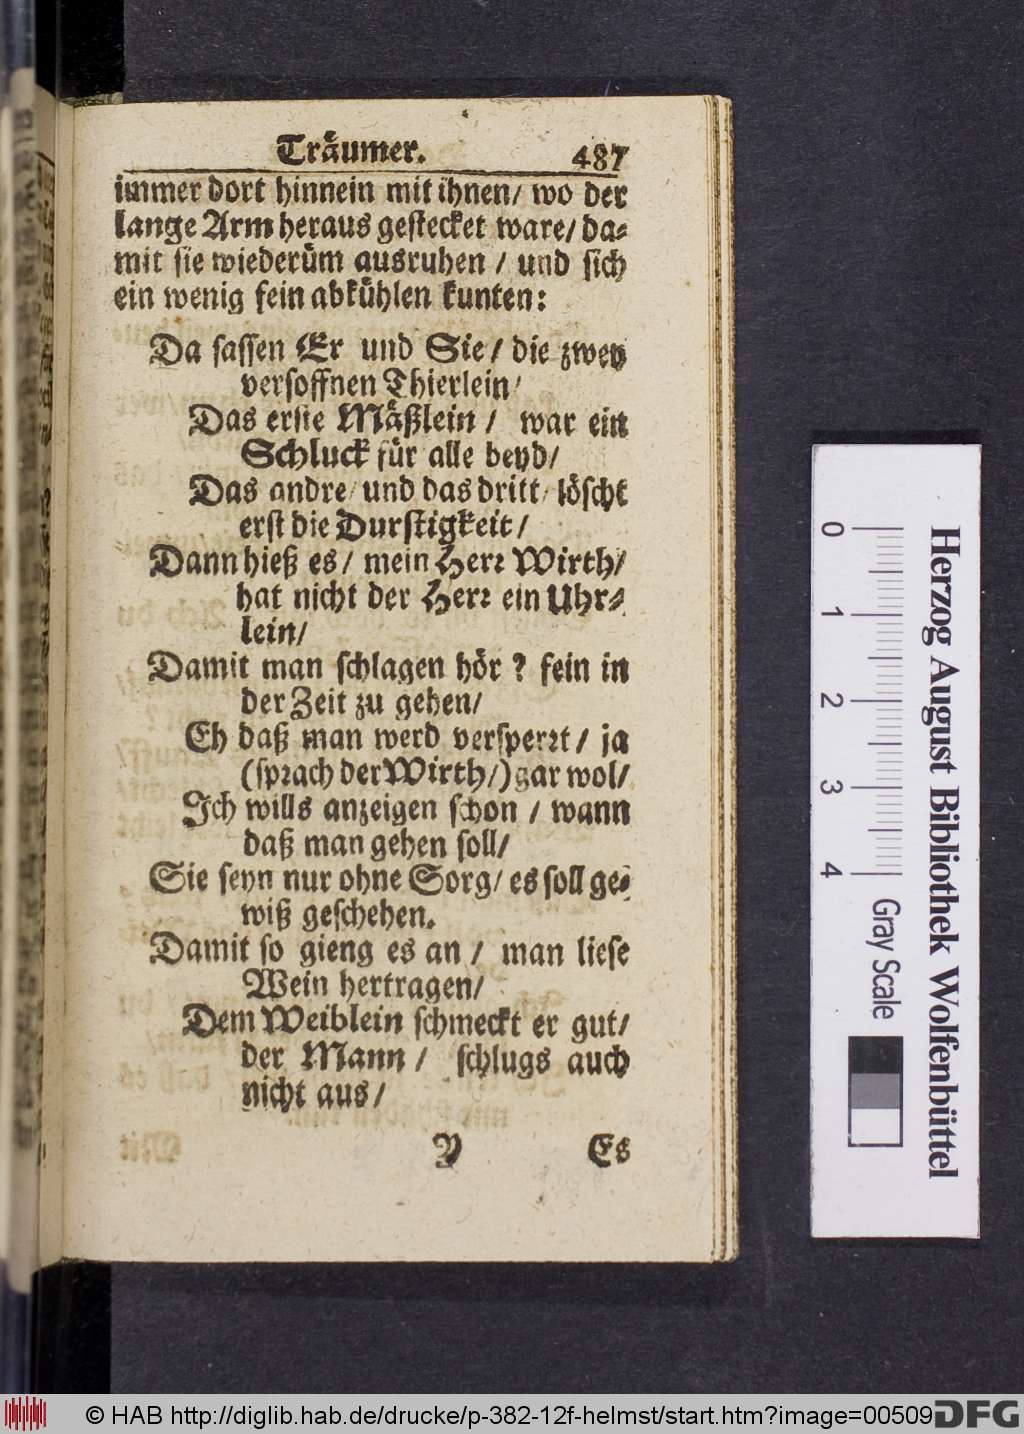 Träumer. 487
immer dort hinnein mit ihnen/ wo der
lange Arm heraus gestecket ware/ da-
mit sie wiederüm ausruhen / und sich
ein wenig fein abkühlen kunten:
Da sassen Er und Sie / die zwey
versoffnen Thierlein/
Das erste Mäßlein / war ein
Schluck für alle beyd/
Das andre/ und das dritt/ löscht
erst die Durstigkeit/
Dann hieß es/ mein Herr Wirth/
hat nicht der Herr ein Uhr-
lein/
Damit man schlagen hör ? fein in
der Zeit zu gehen/
Eh daß man werd versperrt / ja
(sprach der Wirth/) gar wol/
Ich wills anzeigen schon / wann
daß man gehen soll/
Sie seyn nur ohne Sorg/ es soll ge-
wiß geschehen.
Damit so gieng es an / man liese
Wein hertragen/
Dem Weiblein schmeckt er gut/
der Mann / schlugs auch
nicht aus/
Y Es
0 1 2 3 4 Gray Scale
Herzog August Bibliothek Wolfenbüttel
© HAB http://diglib.hab.de/drucke/p-382-12f-helmst/start.htm?image=00509 DFG